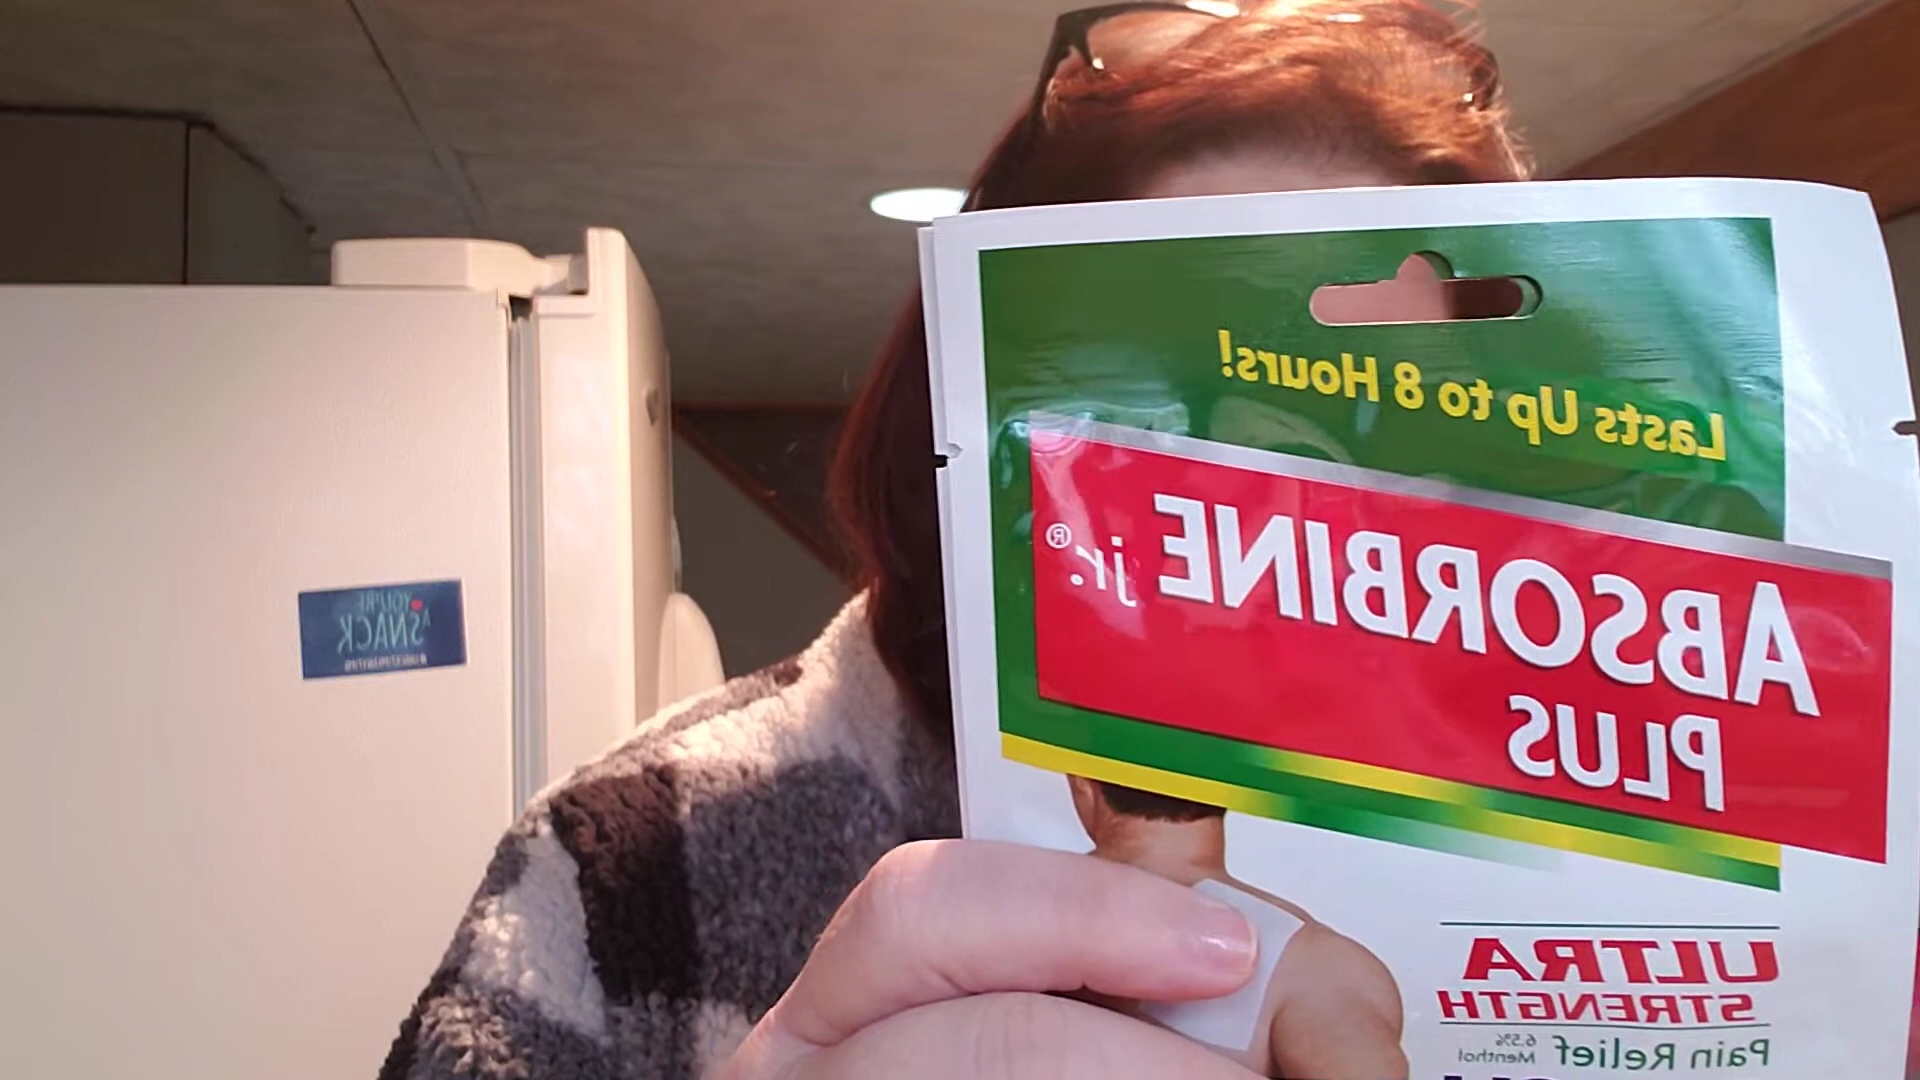 Lasts Up to 8 Hours!
ABSORBINE jr.®
PLUS
ULTRA
STRENGTH
Pain Relief 6.5% Menthol
YOU'RE
A SNACK